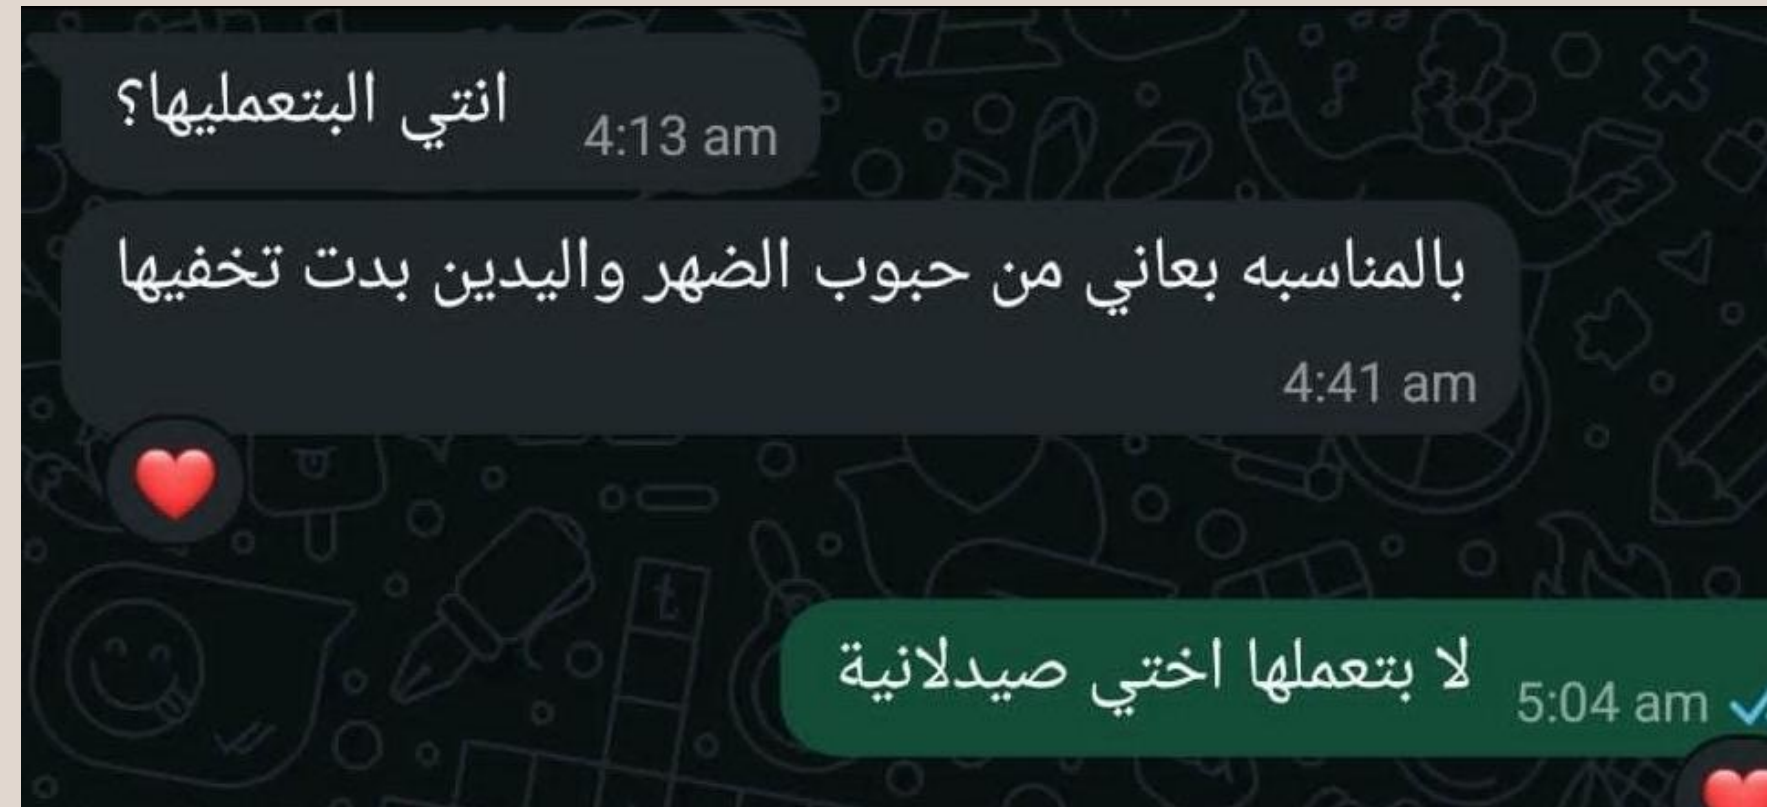 انتي البتعمليها؟
4:13 am
بالمناسبه بعاني من حبوب الضهر واليدين بدت تخفيها
4:41 am
لا بتعملها اختي صيدلانية
5:04 am